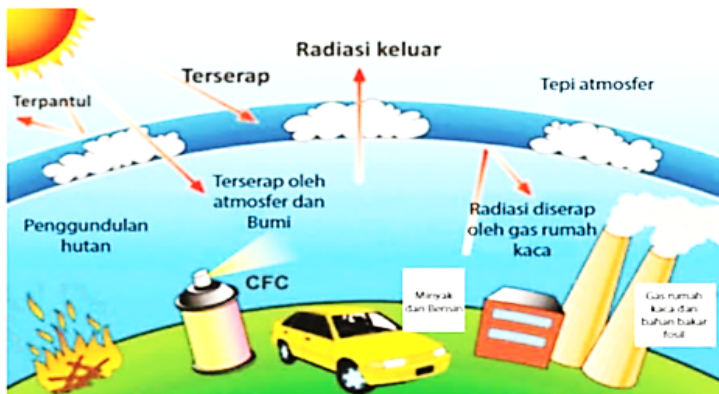 Radiasi keluar
Terserap
Tepi atmosfer
Terpantul
Terserap oleh
atmosfer dan
Bumi
Radiasi diserap
oleh gas rumah
kaca
Penggundulan
hutan
CFC
Minyak
dan Bensin
Gas rumah
kaca dan
bahan bakar
fosil